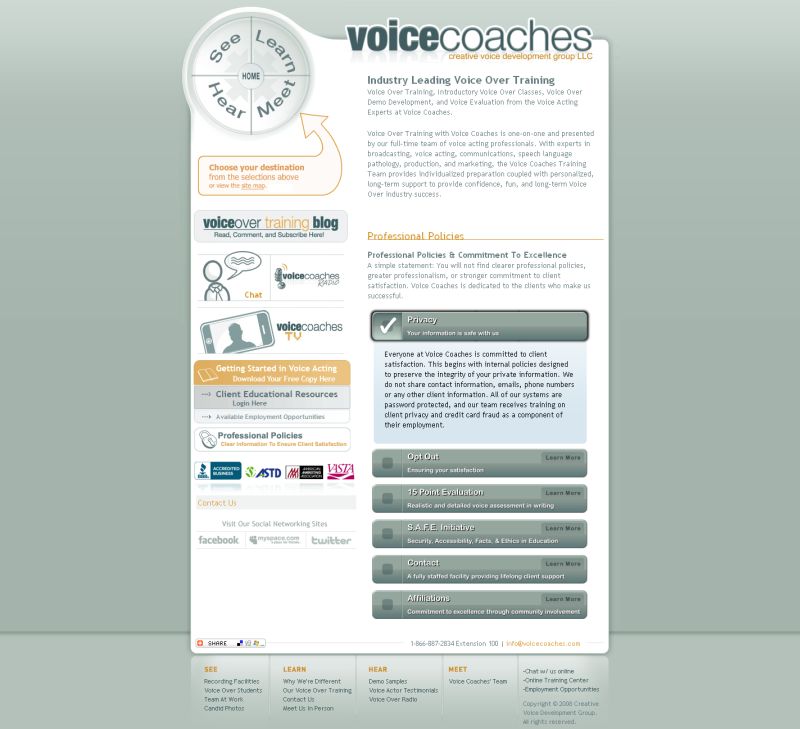 See
Learn
HOME
Hear
Meet
voicecoaches
creative voice development group LLC
Choose your destination
from the selections above
or view the site map.
Industry Leading Voice Over Training
Voice Over Training, Introductory Voice Over Classes, Voice Over
Demo Development, and Voice Evaluation from the Voice Acting
Experts at Voice Coaches.
Voice Over Training with Voice Coaches is one-on-one and presented
by our full-time team of voice acting professionals. With experts in
broadcasting, voice acting, communications, speech language
pathology, production, and marketing, the Voice Coaches Training
Team provides individualized preparation coupled with personalized,
long-term support to provide confidence, fun, and long-term Voice
Over industry success.
voiceover training blog
Read, Comment, and Subscribe Here!
Chat
voicecoaches
RADIO
voicecoaches
TV
Getting Started in Voice Acting
Download Your Free Copy Here
Client Educational Resources
Login Here
Available Employment Opportunities
Professional Policies
Clear Information To Ensure Client Satisfaction
BBB
ACCREDITED
BUSINESS
ASTD
AMERICAN
MARKETING
ASSOCIATION
VASTA
Contact Us
Visit Our Social Networking Sites
facebook
myspace.com
a place for friends
twitter
Professional Policies
Professional Policies & Commitment To Excellence
A simple statement: You will not find clearer professional policies,
greater professionalism, or stronger commitment to client
satisfaction. Voice Coaches is dedicated to the clients who make us
successful.
Privacy
Your information is safe with us
Everyone at Voice Coaches is committed to client
satisfaction. This begins with internal policies designed
to preserve the integrity of your private information. We
do not share contact information, emails, phone numbers
or any other client information. All of our systems are
password protected, and our team receives training on
client privacy and credit card fraud as a component of
their employment.
Opt Out
Learn More
Ensuring your satisfaction
15 Point Evaluation
Learn More
Realistic and detailed voice assessment in writing
S.A.F.E. Initiative
Learn More
Security, Accessibility, Facts, & Ethics in Education
Contact
Learn More
A fully staffed facility providing lifelong client support
Affiliations
Learn More
Commitment to excellence through community involvement
SHARE
1-866-887-2834 Extension 100 | info@voicecoaches.com
SEE
Recording Facilities
Voice Over Students
Team At Work
Candid Photos
LEARN
Why We're Different
Our Voice Over Training
Contact Us
Meet Us In Person
HEAR
Demo Samples
Voice Actor Testimonials
Voice Over Radio
MEET
Voice Coaches' Team
-Chat w/ us online
-Online Training Center
-Employment Opportunities
Copyright © 2008 Creative
Voice Development Group.
All rights reserved.